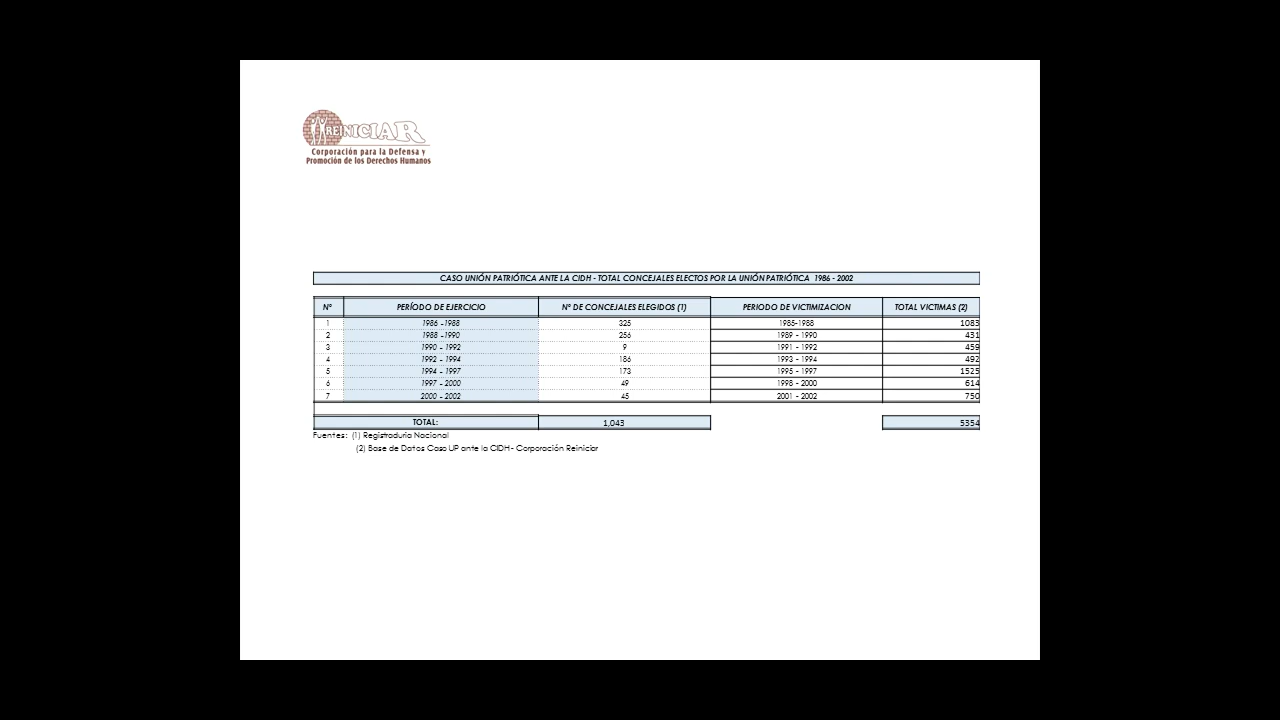 REINICIAR
Corporación para la Defensa y
Promoción de los Derechos Humanos
CASO UNIÓN PATRIÓTICA ANTE LA CIDH - TOTAL CONCEJALES ELECTOS POR LA UNIÓN PATRIÓTICA 1986 - 2002
Nº PERÍODO DE EJERCICIO Nº DE CONCEJALES ELEGIDOS (1) PERIODO DE VICTIMIZACION TOTAL VICTIMAS (2)
1 1986 -1988 325 1985-1988 1083
2 1988 -1990 256 1989 - 1990 431
3 1990 - 1992 9 1991 - 1992 459
4 1992 - 1994 186 1993 - 1994 492
5 1994 - 1997 173 1995 - 1997 1525
6 1997 - 2000 49 1998 - 2000 614
7 2000 - 2002 45 2001 - 2002 750
TOTAL: 1,043 5354
Fuentes: (1) Registraduria Nacional
(2) Base de Datos Caso UP ante la CIDH - Corporación Reiniciar